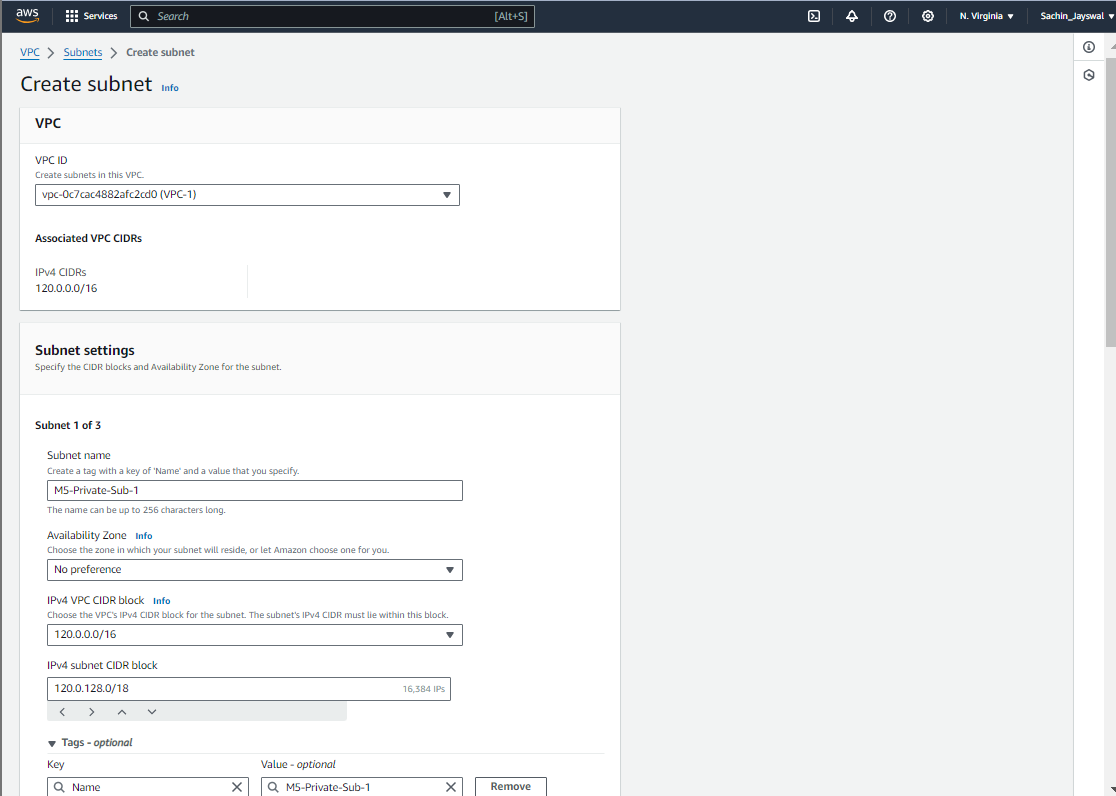 aws Services Search [Alt+S] N. Virginia Sachin_Jayswal
VPC Subnets Create subnet
Create subnet Info
VPC
VPC ID
Create subnets in this VPC.
vpc-0c7cac4882afc2cd0 (VPC-1)
Associated VPC CIDRs
IPv4 CIDRs
120.0.0.0/16
Subnet settings
Specify the CIDR blocks and Availability Zone for the subnet.
Subnet 1 of 3
Subnet name
Create a tag with a key of 'Name' and a value that you specify.
M5-Private-Sub-1
The name can be up to 256 characters long.
Availability Zone Info
Choose the zone in which your subnet will reside, or let Amazon choose one for you.
No preference
IPv4 VPC CIDR block Info
Choose the VPC's IPv4 CIDR block for the subnet. The subnet's IPv4 CIDR must lie within this block.
120.0.0.0/16
IPv4 subnet CIDR block
120.0.128.0/18 16,384 IPs
Tags - optional
Key Value - optional
Name M5-Private-Sub-1 Remove